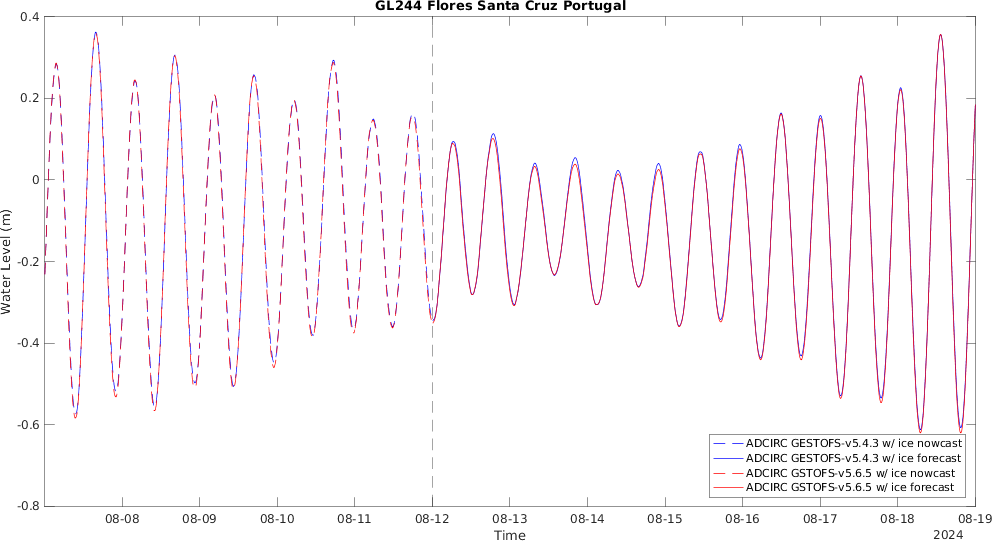 GL244 Flores Santa Cruz Portugal
0.4
0.2
0
-0.2
-0.4
-0.6
-0.8
Water Level (m)
ADCIRC GESTOFS-v5.4.3 w/ ice nowcast
ADCIRC GESTOFS-v5.4.3 w/ ice forecast
ADCIRC GSTOFS-v5.6.5 w/ ice nowcast
ADCIRC GSTOFS-v5.6.5 w/ ice forecast
08-08 08-09 08-10 08-11 08-12 08-13 08-14 08-15 08-16 08-17 08-18 08-19
Time
2024